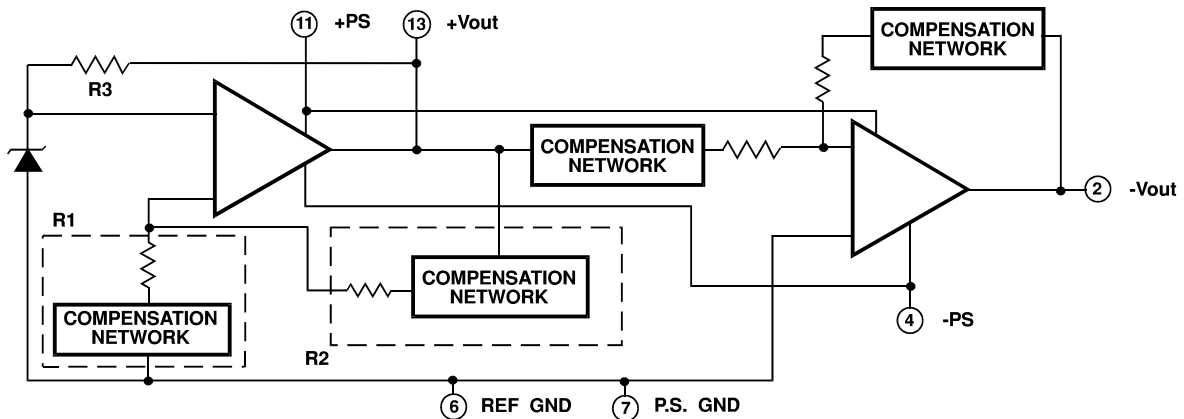 11 +PS 13 +Vout
COMPENSATION
NETWORK
R3
COMPENSATION
NETWORK
2 -Vout
R1
COMPENSATION
NETWORK
COMPENSATION
NETWORK
4 -PS
R2
6 REF GND 7 P.S. GND